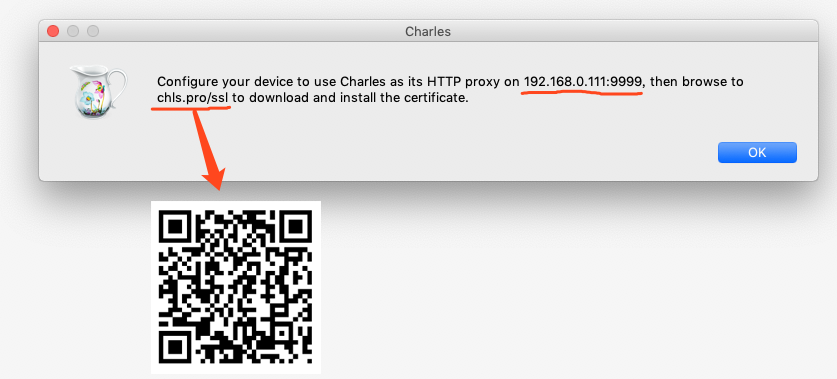 Charles
Configure your device to use Charles as its HTTP proxy on 192.168.0.111:9999, then browse to
chls.pro/ssl to download and install the certificate.
OK